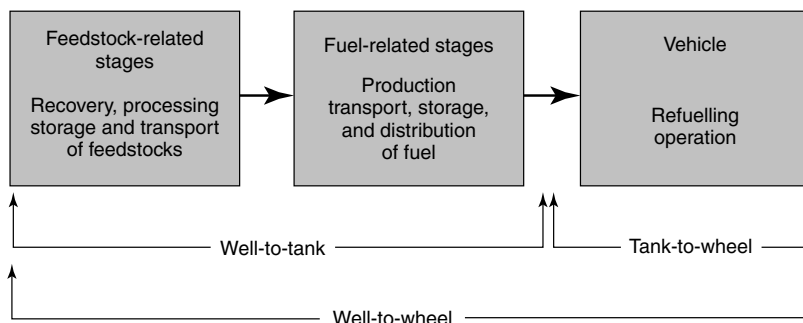 Feedstock-related
stages
Recovery, processing
storage and transport
of feedstocks
Fuel-related stages
Production
transport, storage,
and distribution
of fuel
Vehicle
Refuelling
operation
Well-to-tank
Tank-to-wheel
Well-to-wheel